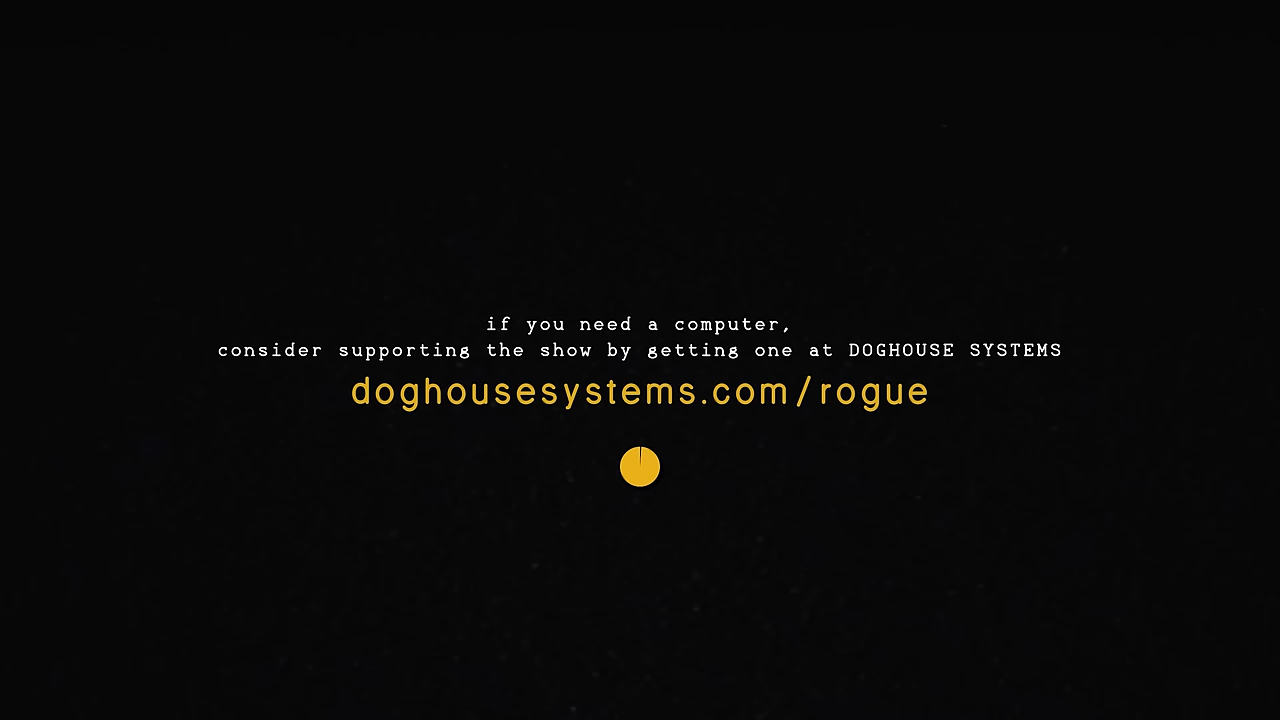 if you need a computer,
consider supporting the show by getting one at DOGHOUSE SYSTEMS
doghousesystems.com/rogue